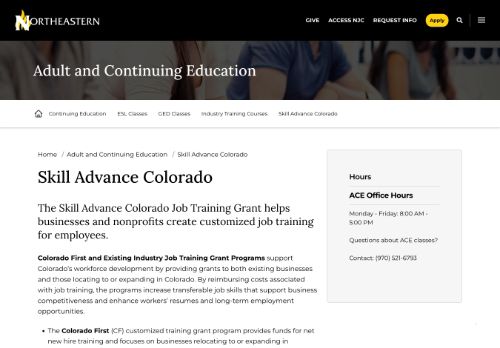 NORTHEASTERN
GIVE
ACCESS NJC
REQUEST INFO
Apply
Adult and Continuing Education
Continuing Education
ESL Classes
GED Classes
Industry Training Courses
Skill Advance Colorado
Home / Adult and Continuing Education / Skill Advance Colorado
Skill Advance Colorado
The Skill Advance Colorado Job Training Grant helps
businesses and nonprofits create customized job training
for employees.
Colorado First and Existing Industry Job Training Grant Programs support
Colorado's workforce development by providing grants to both existing businesses
and those locating to or expanding in Colorado. By reimbursing costs associated
with job training, the programs increase transferable job skills that support business
competitiveness and enhance workers' resumes and long-term employment
opportunities.
• The Colorado First (CF) customized training grant program provides funds for net
new hire training and focuses on businesses relocating to or expanding in
Hours
ACE Office Hours
Monday - Friday: 8:00 AM -
5:00 PM
Questions about ACE classes?
Contact: (970) 521-6793